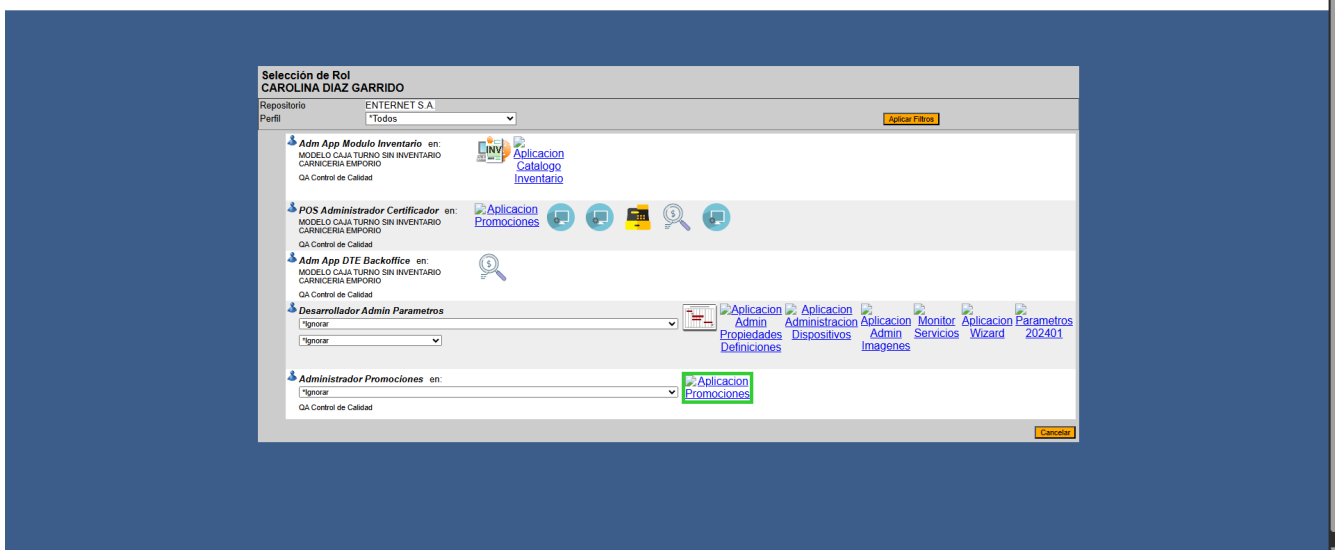 Selección de Rol
CAROLINA DIAZ GARRIDO
Repositorio ENTERNET S.A.
Perfil *Todos Aplicar Filtros
Adm App Modulo Inventario en:
MODELO CAJA TURNO SIN INVENTARIO
CARNICERIA EMPORIO
QA Control de Calidad
INV
Aplicacion
Catalogo
Inventario
POS Administrador Certificador en:
MODELO CAJA TURNO SIN INVENTARIO
CARNICERIA EMPORIO
QA Control de Calidad
Aplicacion
Promociones
Adm App DTE Backoffice en:
MODELO CAJA TURNO SIN INVENTARIO
CARNICERIA EMPORIO
QA Control de Calidad
Desarrollador Admin Parametros
*Ignorar
*Ignorar
Aplicacion
Admin
Propiedades
Definiciones
Aplicacion
Administracion
Dispositivos
Aplicacion
Admin
Imagenes
Monitor
Servicios
Aplicacion
Wizard
Parametros
202401
Administrador Promociones en:
*Ignorar
QA Control de Calidad
Aplicacion
Promociones
Cancelar